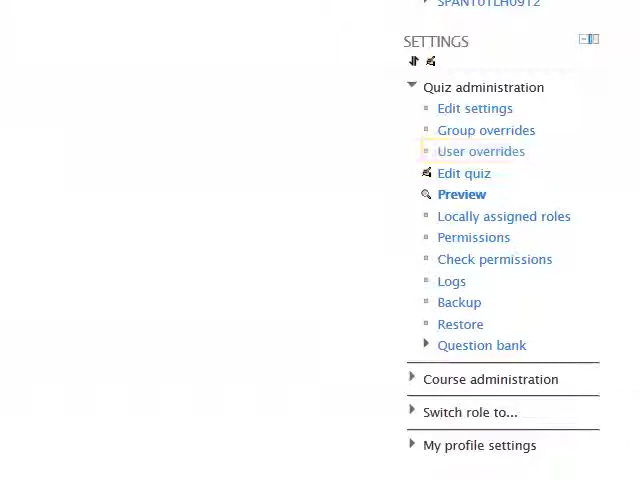 SPANT01LH0912
SETTINGS
Quiz administration
Edit settings
Group overrides
User overrides
Edit quiz
Preview
Locally assigned roles
Permissions
Check permissions
Logs
Backup
Restore
Question bank
Course administration
Switch role to...
My profile settings